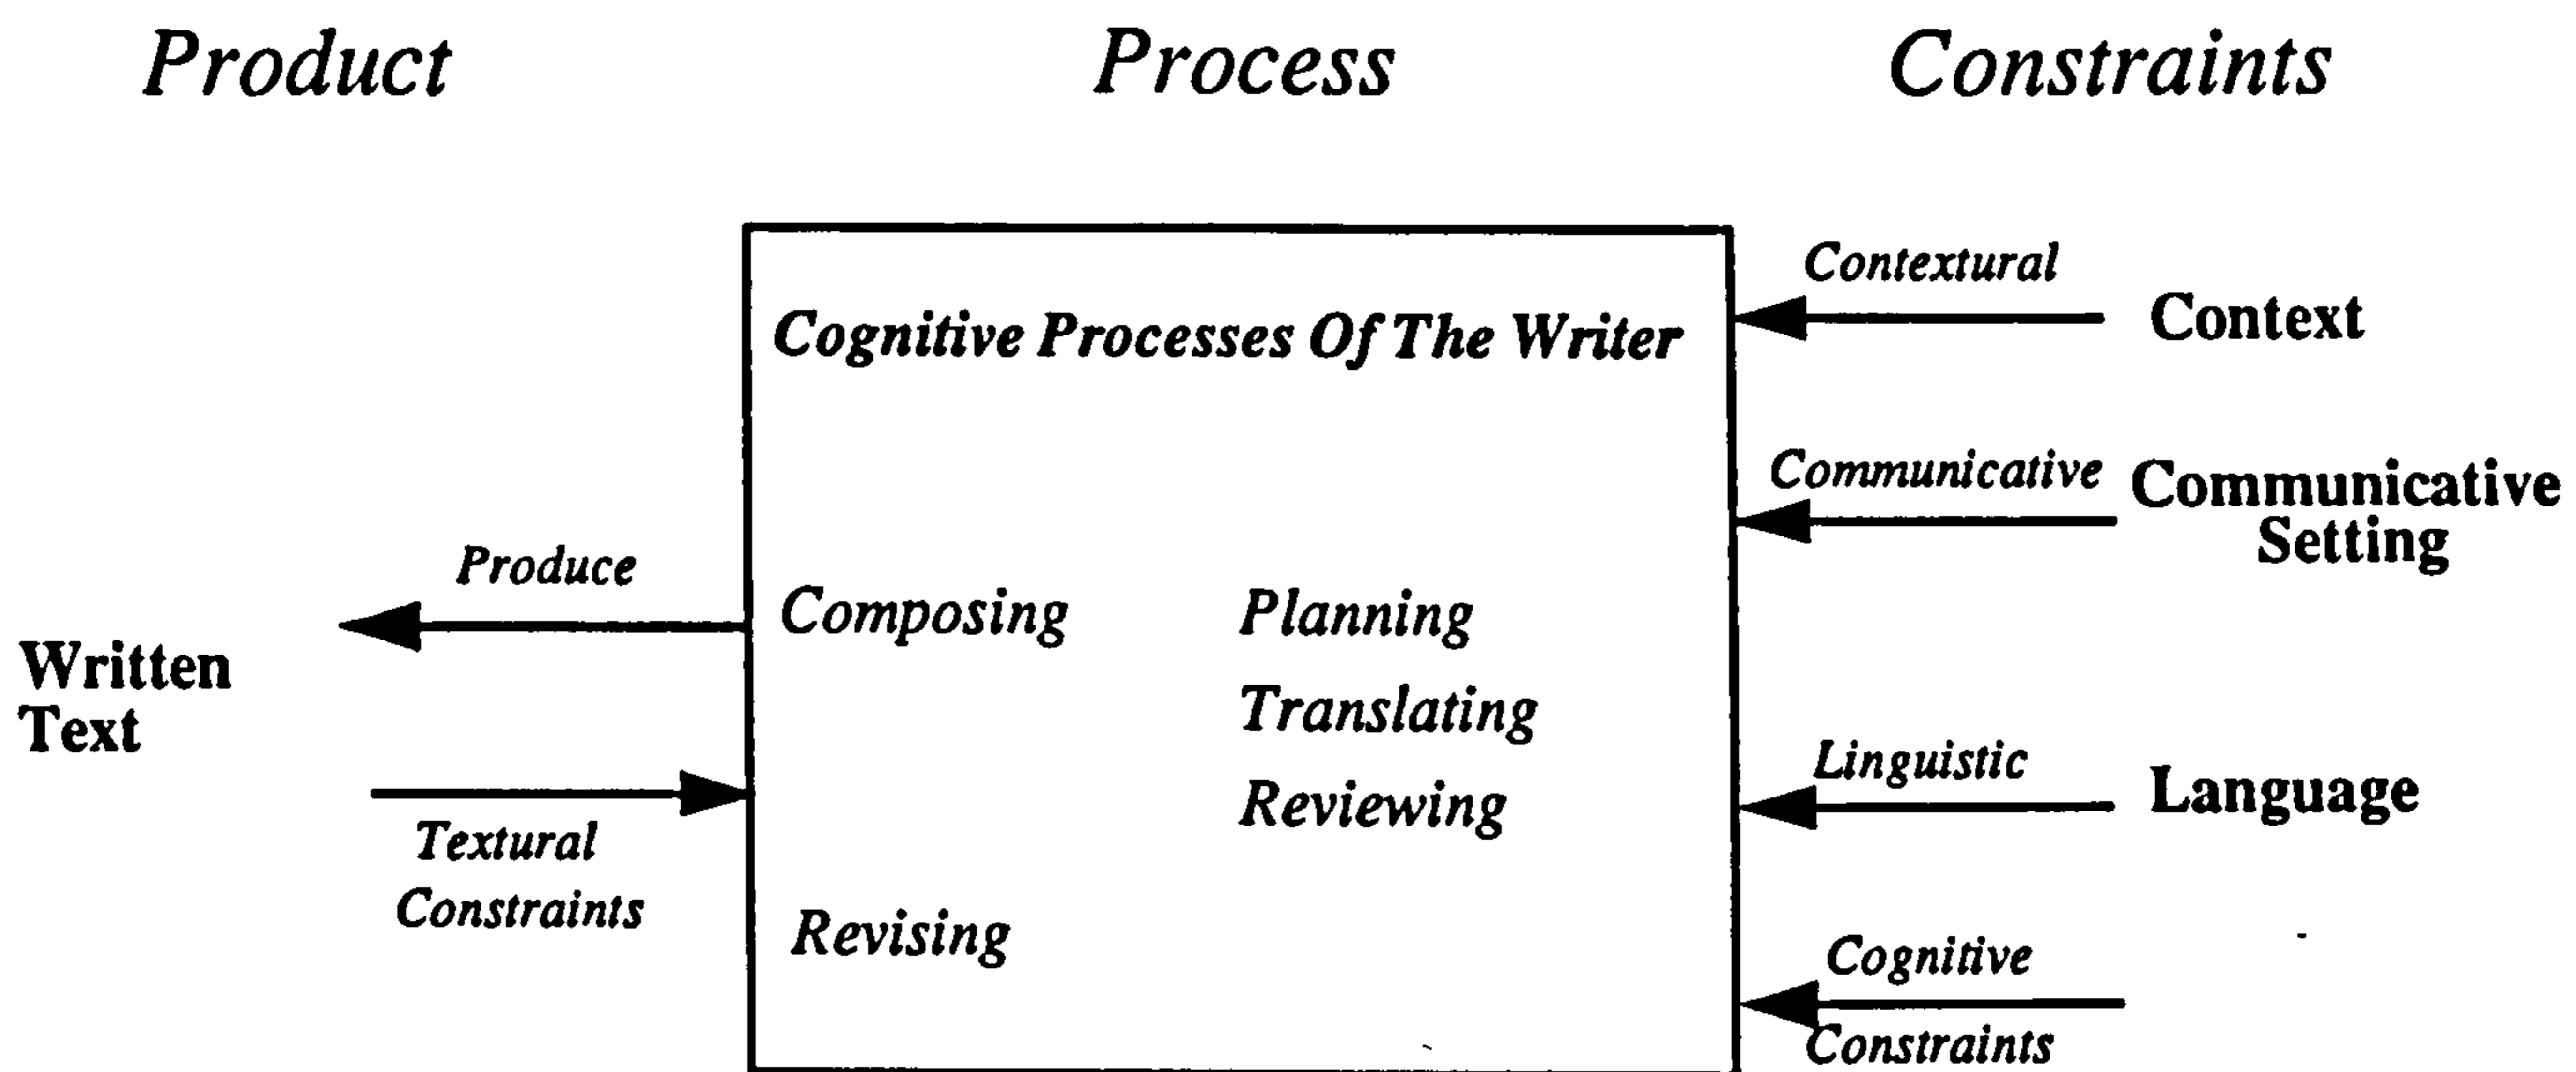 Product Process Constraints
Contextural
Context
Cognitive Processes Of The Writer
Communicative
Communicative
Setting
Produce
Composing Planning
Written
Text
Translating
Linguistic
Language
Reviewing
Textural
Constraints
Revising
Cognitive
Constraints